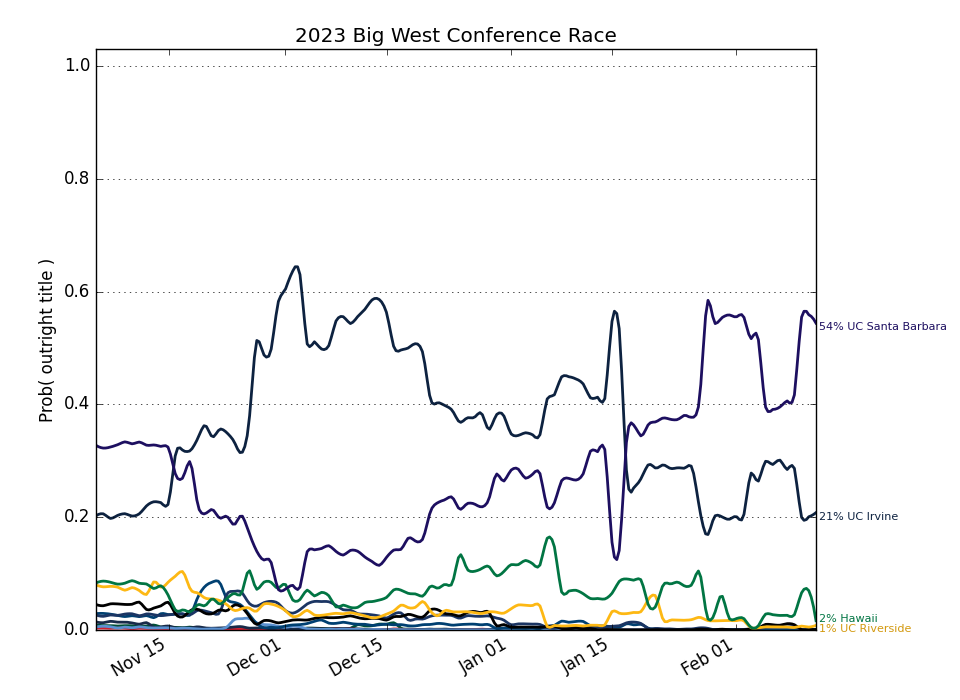 2023 Big West Conference Race
1.0
0.8
0.6
0.4
0.2
0.0
Prob( outright title )
54% UC Santa Barbara
21% UC Irvine
2% Hawaii
1% UC Riverside
Nov 15
Dec 01
Dec 15
Jan 01
Jan 15
Feb 01